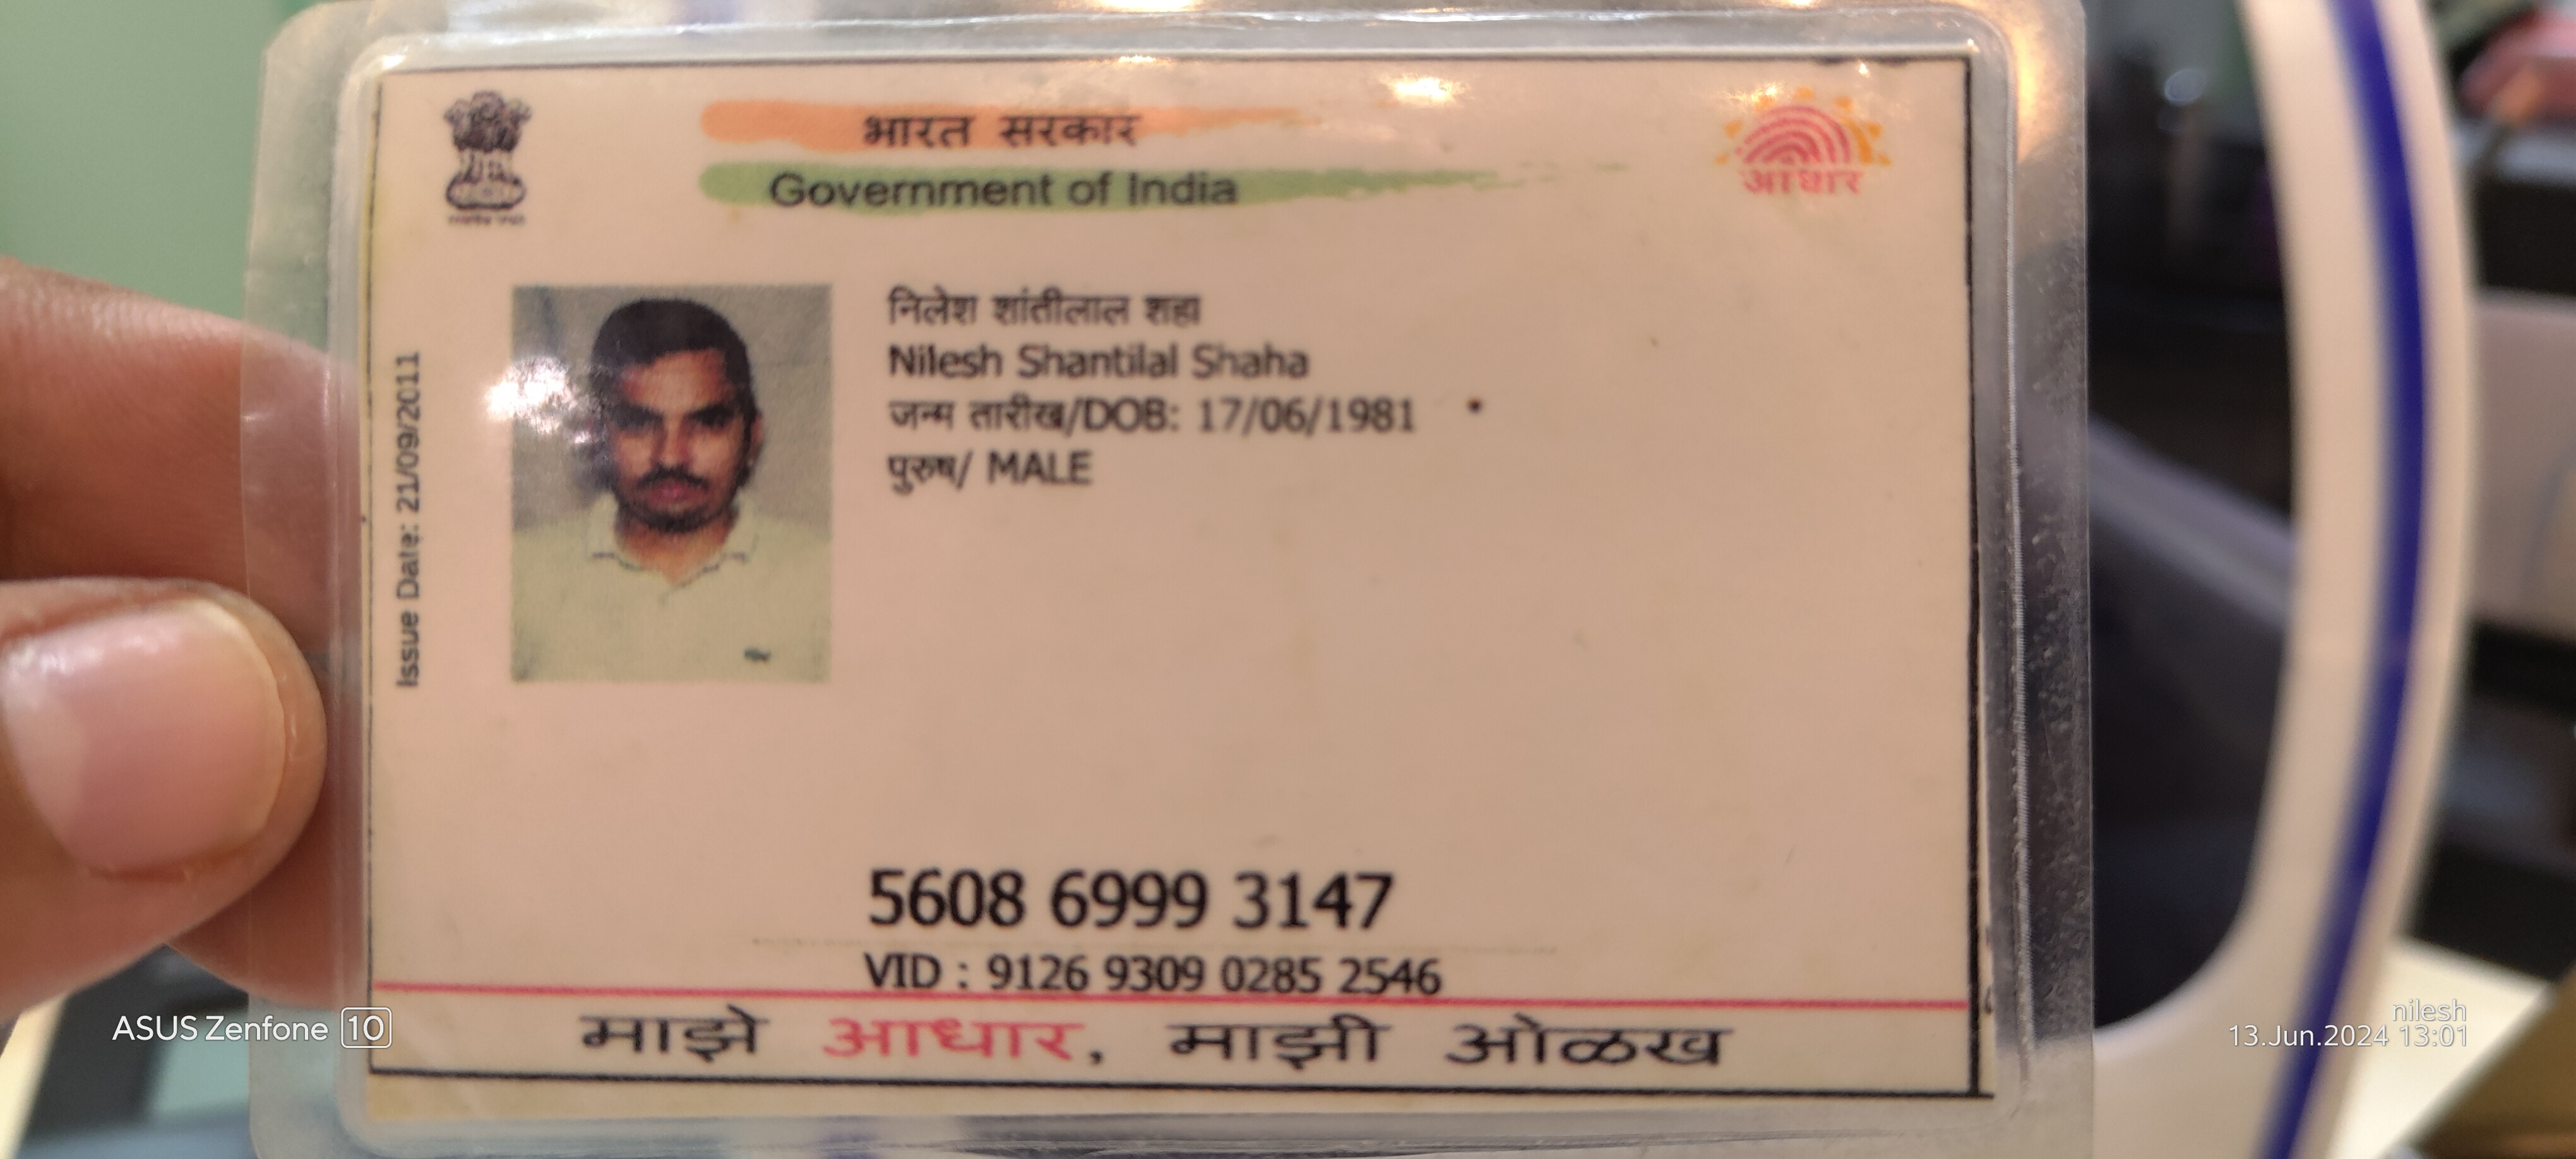 भारत सरकार
Government of India
आधार
Issue Date: 21/09/2011
निलेश शांतीलाल शहा
Nilesh Shantilal Shaha
जन्म तारीख/DOB: 17/06/1981
पुरुष/ MALE
5608 6999 3147
VID : 9126 9309 0285 2546
माझे आधार, माझी ओळख
ASUS Zenfone 10
nilesh
13.Jun.2024 13:01